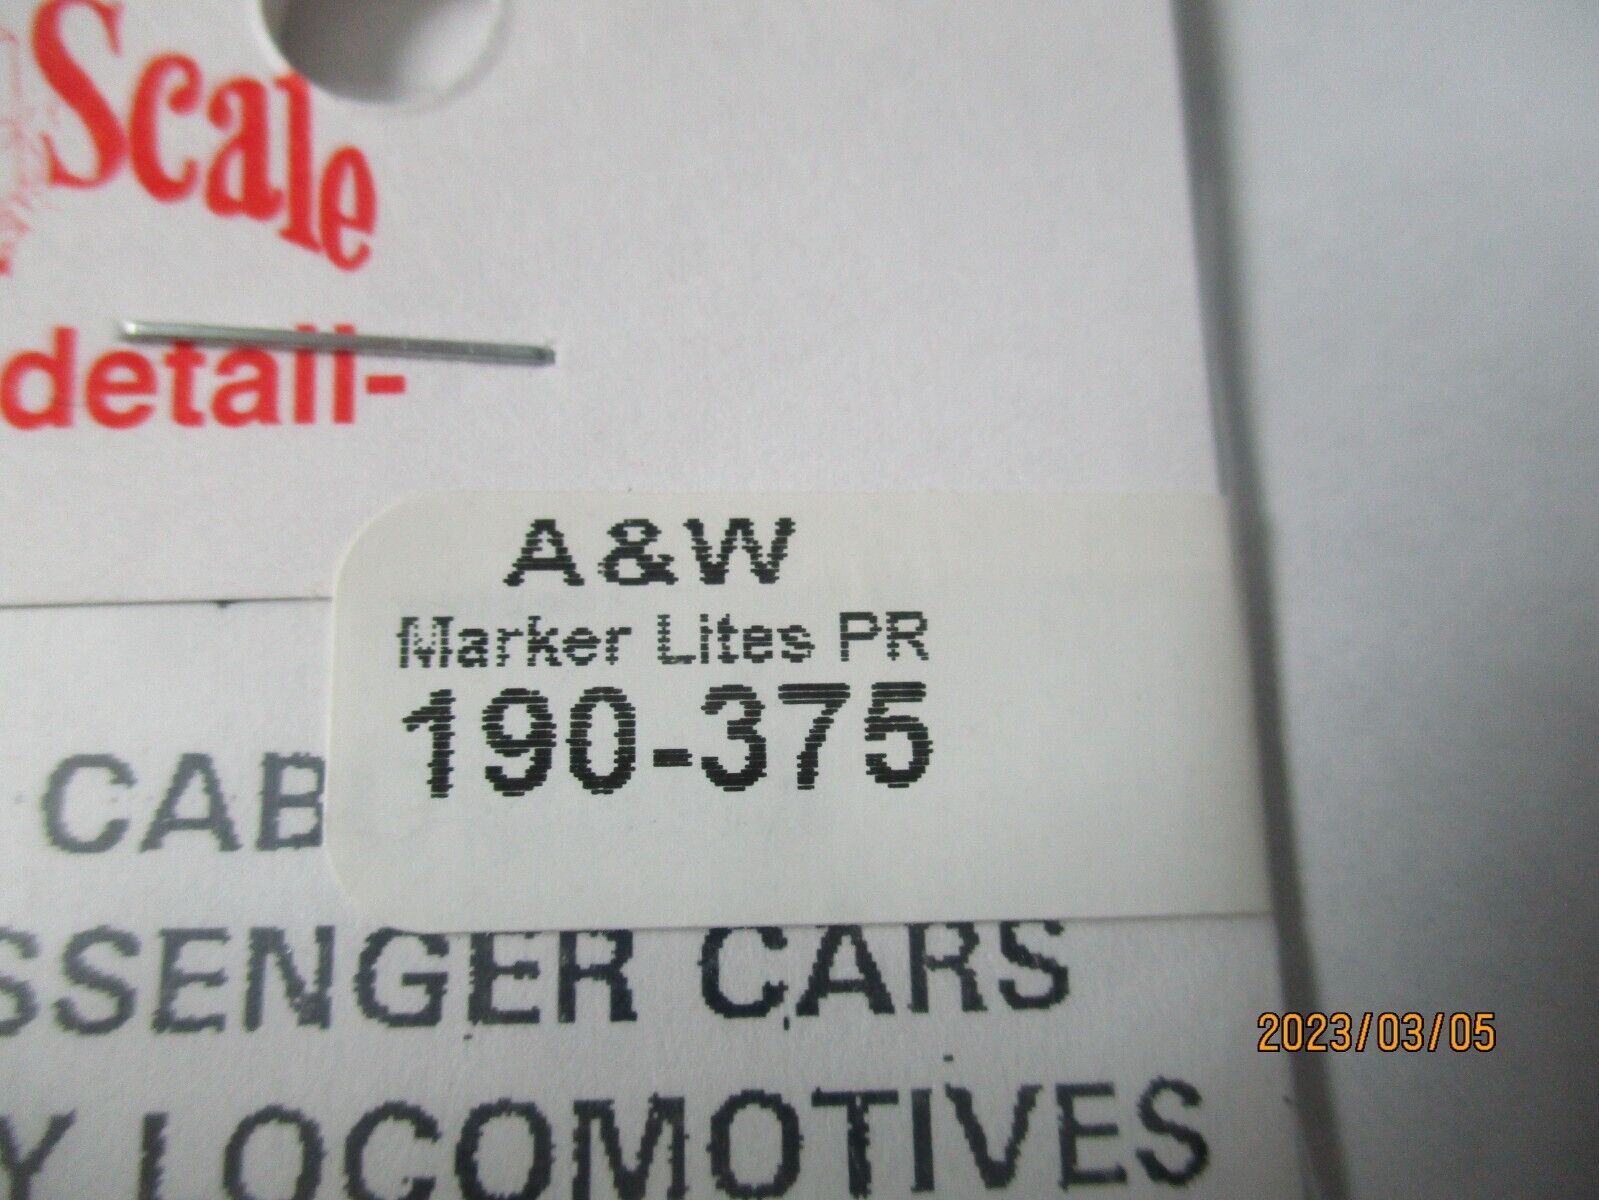 Scale
detail-
A&W
Marker Lites PR
190-375
CAB
SSENGER CARS
Y LOCOMOTIVES
2023/03/05